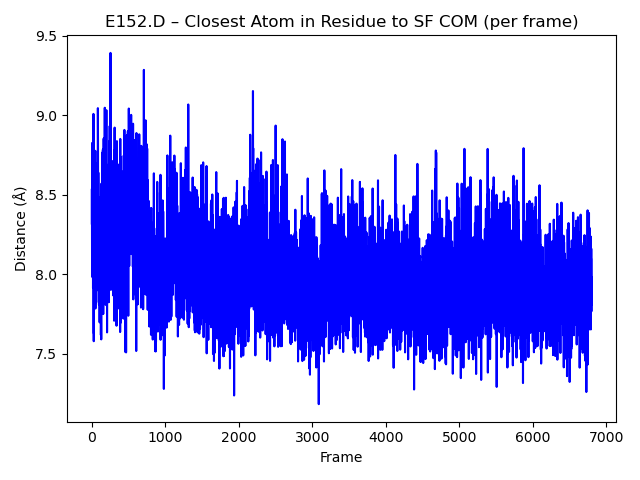 E152.D – Closest Atom in Residue to SF COM (per frame)
9.5
9.0
8.5
8.0
7.5
Distance (Å)
0 1000 2000 3000 4000 5000 6000 7000
Frame